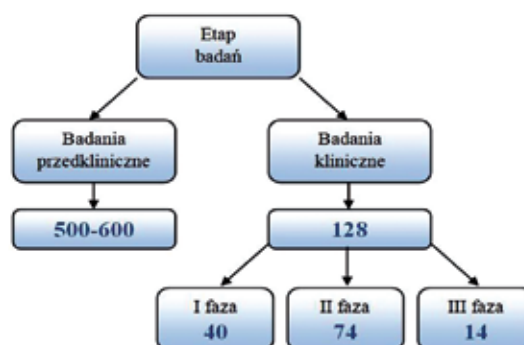 Etap
badań
Badania
przedkliniczne
Badania
kliniczne
500-600
128
I faza
40
II faza
74
III faza
14